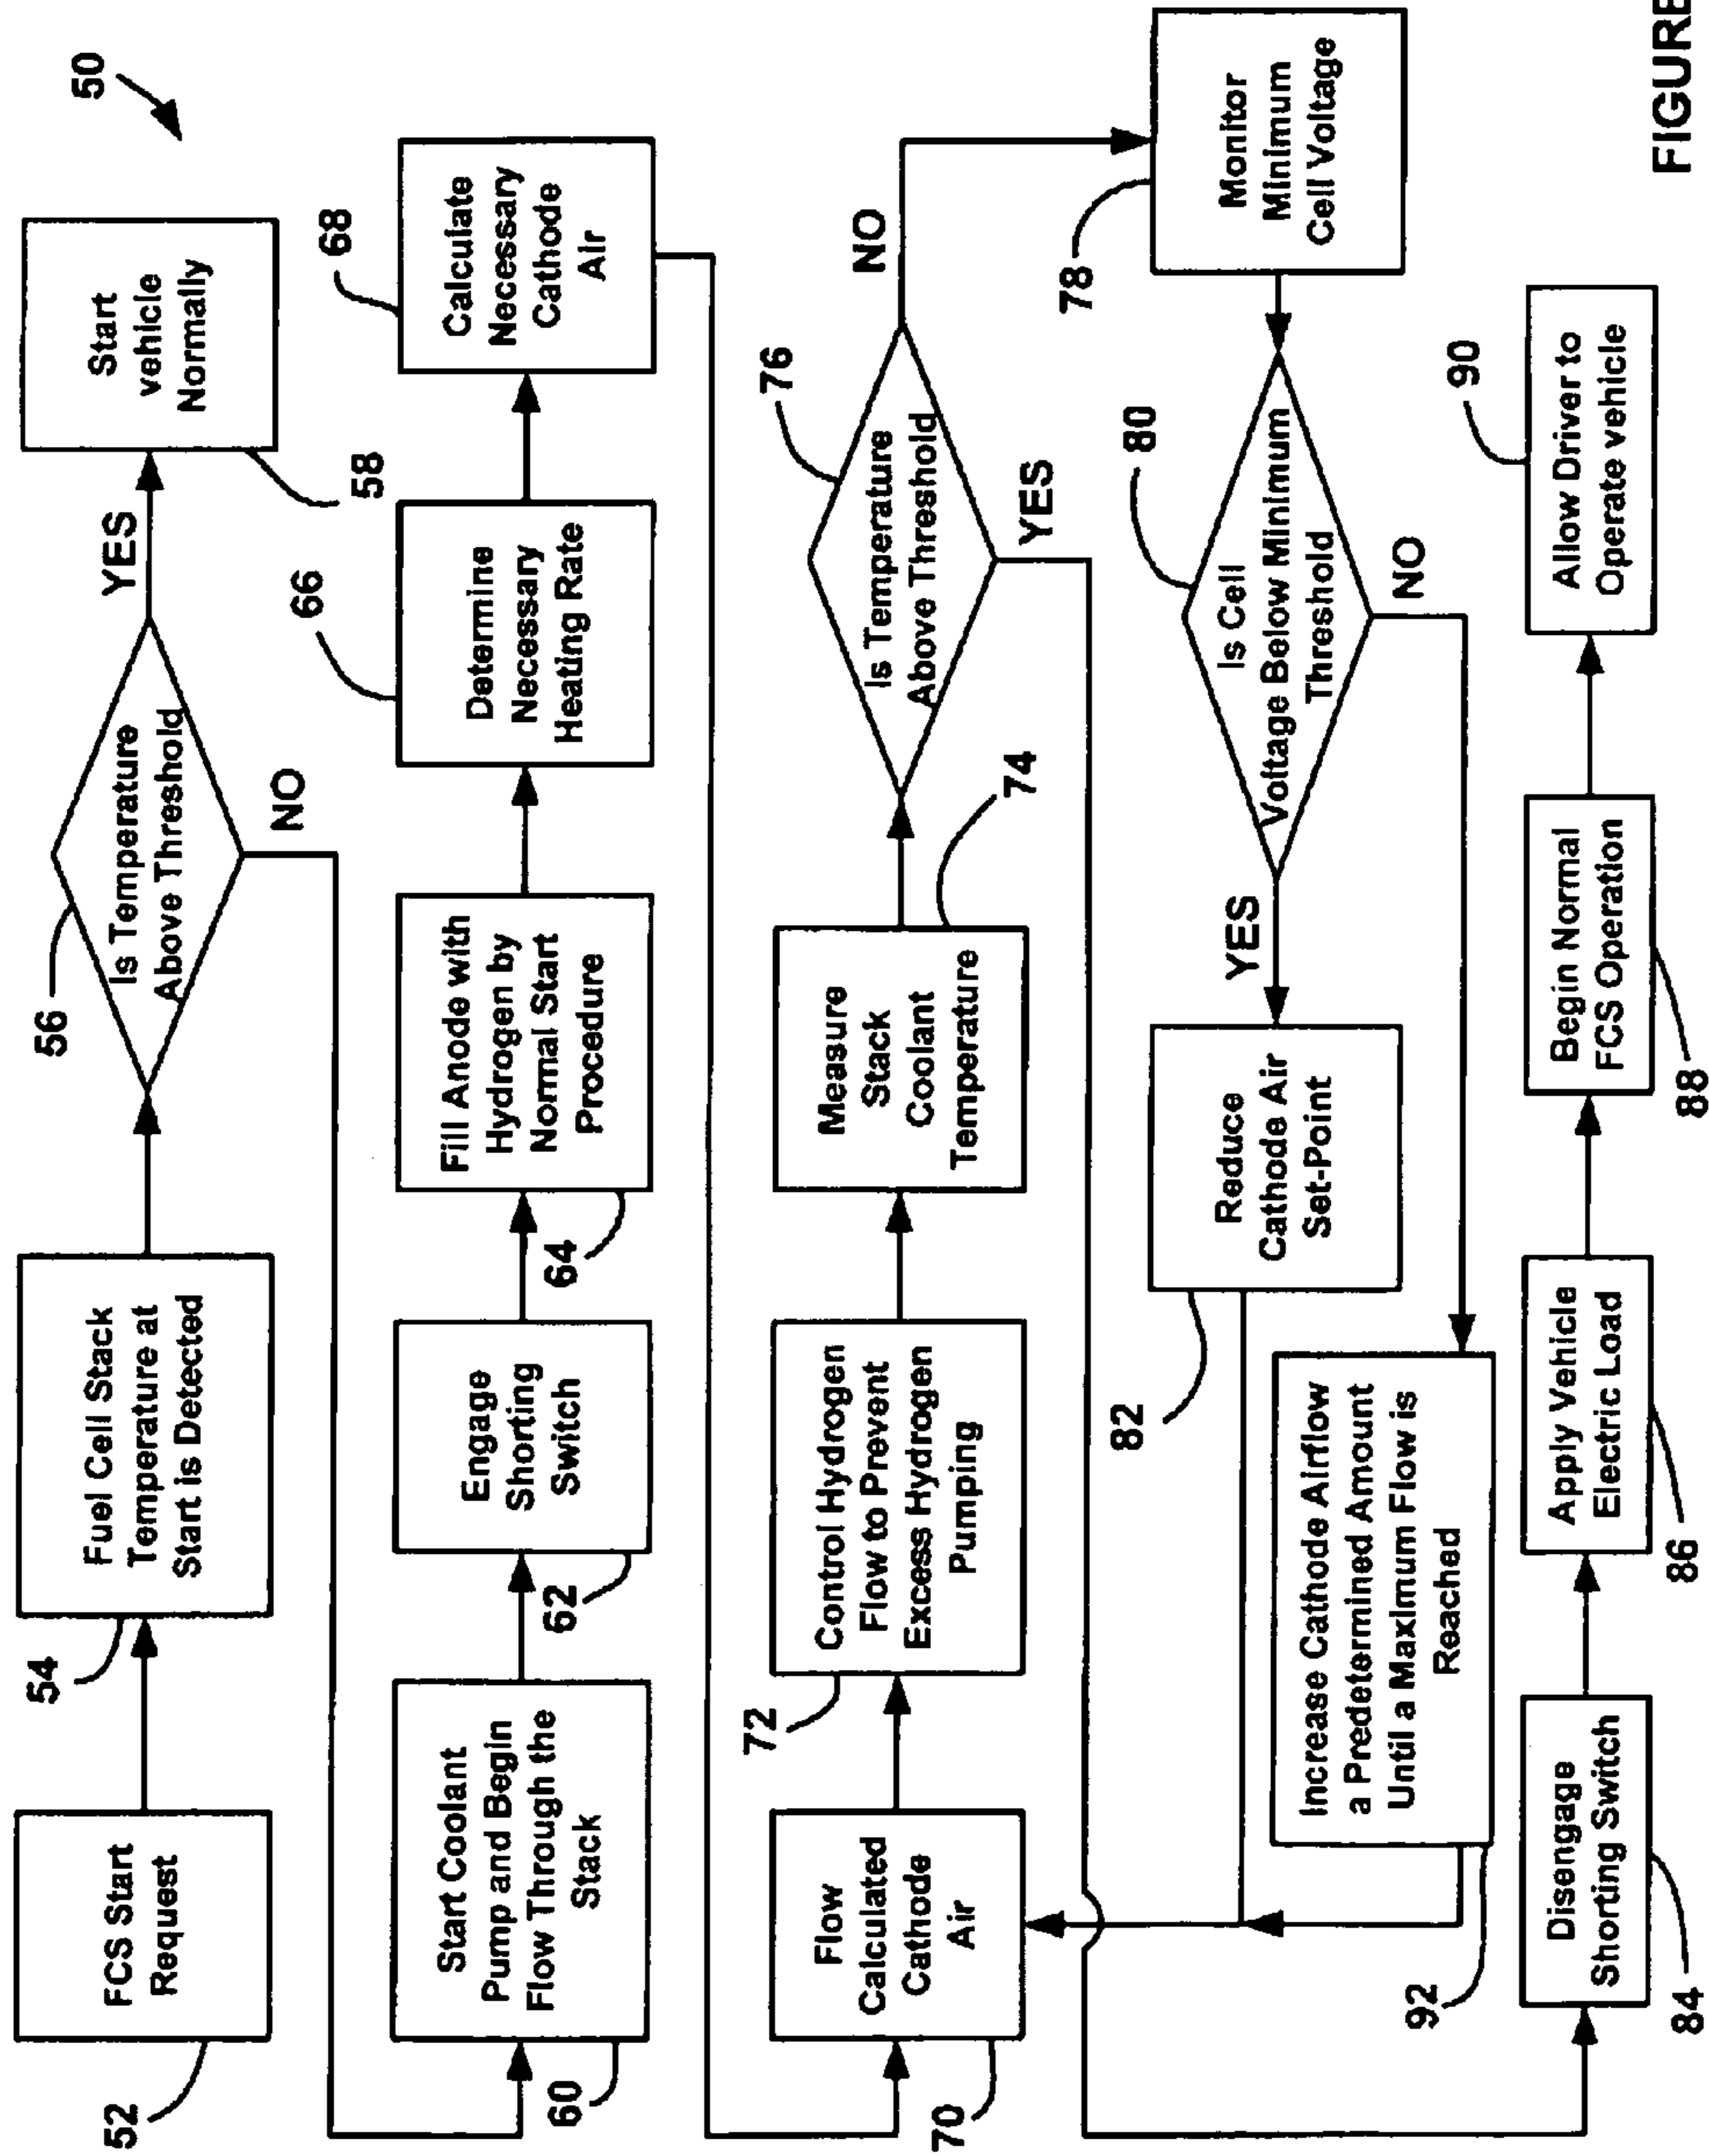 50
52
FCS Start
Request
54
Fuel Cell Stack
Temperature at
Start is Detected
56
Is Temperature
Above Threshold
YES
NO
Start
vehicle
Normally
58
60
Start Coolant
Pump and Begin
Flow Through the
Stack
62
Engage
Shorting
Switch
64
Fill Anode with
Hydrogen by
Normal Start
Procedure
66
Determine
Necessary
Heating Rate
68
Calculate
Necessary
Cathode
Air
70
Flow
Calculated
Cathode
Air
72
Control Hydrogen
Flow to Prevent
Excess Hydrogen
Pumping
74
Measure
Stack
Coolant
Temperature
76
Is Temperature
Above Threshold
NO
YES
78
Monitor
Minimum
Cell Voltage
80
Is Cell
Voltage Below Minimum
Threshold
YES
NO
82
Reduce
Cathode Air
Set-Point
92
Increase Cathode Airflow
a Predetermined Amount
Until a Maximum Flow is
Reached
84
Disengage
Shorting Switch
86
Apply Vehicle
Electric Load
88
Begin Normal
FCS Operation
90
Allow Driver to
Operate vehicle
FIGURE